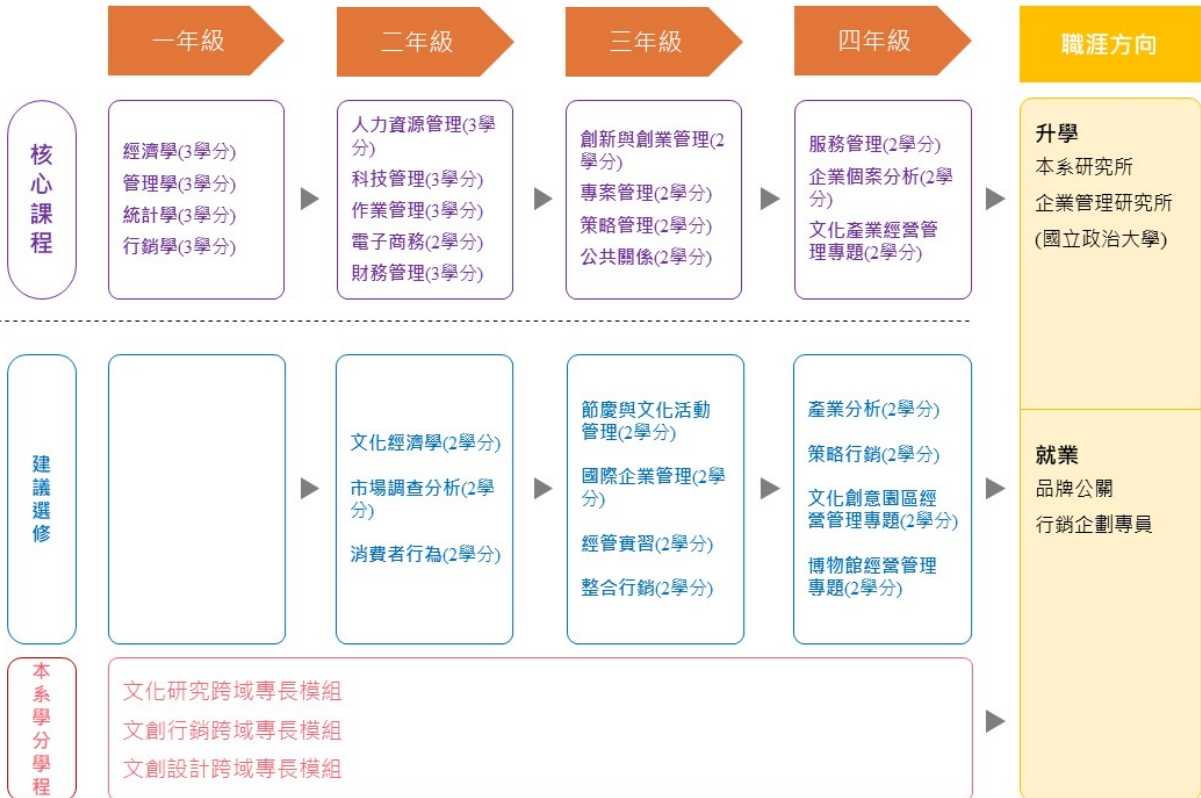 一年級
二年級
三年級
四年級
職涯方向
核
心
課
程
經濟學(3學分)
管理學(3學分)
統計學(3學分)
行銷學(3學分)
人力資源管理(3學
分)
科技管理(3學分)
作業管理(3學分)
電子商務(2學分)
財務管理(3學分)
創新與創業管理(2
學分)
專案管理(2學分)
策略管理(2學分)
公共關係(2學分)
服務管理(2學分)
企業個案分析(2學
分)
文化產業經營管
理專題(2學分)
升學
本系研究所
企業管理研究所
(國立政治大學)
建
議
選
修
文化經濟學(2學分)
市場調查分析(2學
分)
消費者行為(2學分)
節慶與文化活動
管理(2學分)
國際企業管理(2學
分)
經管實習(2學分)
整合行銷(2學分)
產業分析(2學分)
策略行銷(2學分)
文化創意園區經
營管理專題(2學分)
博物館經營管理
專題(2學分)
就業
品牌公關
行銷企劃專員
本
系
學
分
學
程
文化研究跨域專長模組
文創行銷跨域專長模組
文創設計跨域專長模組